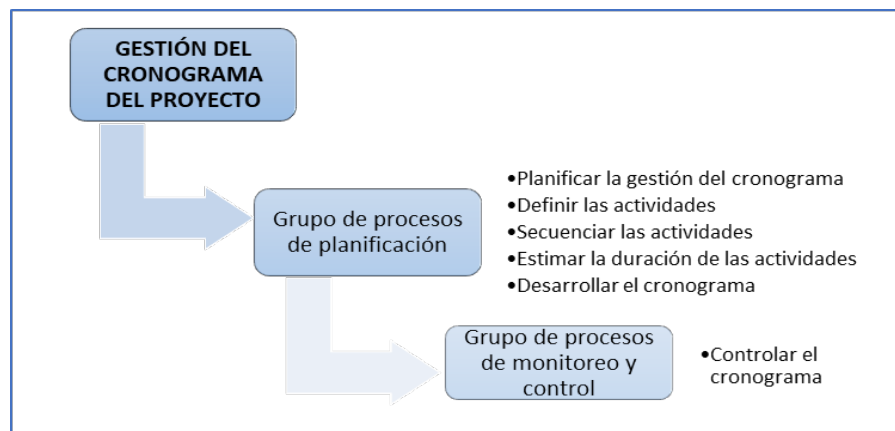 GESTIÓN DEL
CRONOGRAMA
DEL PROYECTO
Grupo de procesos
de planificación
•Planificar la gestión del cronograma
•Definir las actividades
•Secuenciar las actividades
•Estimar la duración de las actividades
•Desarrollar el cronograma
Grupo de procesos
de monitoreo y
control
•Controlar el
cronograma